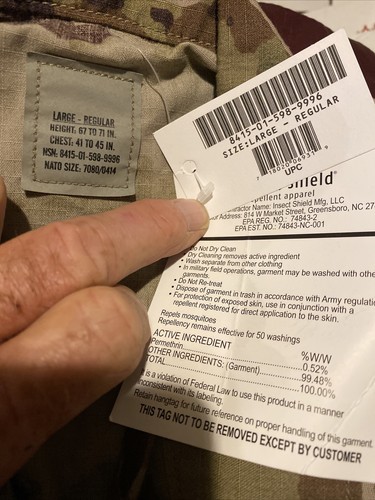 LARGE - REGULAR
HEIGHT: 67 TO 71 IN.
CHEST: 41 TO 45 IN.
NSN: 8415-01-598-9996
NATO SIZE: 7080/0414
8415-01-598-9996
SIZE:LARGE - REGULAR
UPC
Shield®
pellent apparel
tractor Name: Insect Shield Mfg, LLC
Address: 814 W Market Street, Greensboro, NC 27
EPA REG. NO.: 74843-2
EPA EST. NO.: 74843-NC-001
Do Not Dry Clean
Dry Cleaning removes active ingredient
• Wash separate from other clothing
• In military field operations, garment may be washed with other
garments.
• Do Not Re-treat
• Dispose of garment in trash in accordance with Army regulati
• For protection of exposed skin, use in conjunction with a
repellent registered for direct application to the skin.
Repels mosquitoes
Repellency remains effective for 50 washings
ACTIVE INGREDIENT %W/W
Permethrin 0.52%
OTHER INGREDIENTS: (Garment) 99.48%
TOTAL 100.00%
is a violation of Federal Law to use this product in a manner
inconsistent with its labeling.
Retain hangtag for future reference on proper handling of this garment.
THIS TAG NOT TO BE REMOVED EXCEPT BY CUSTOMER